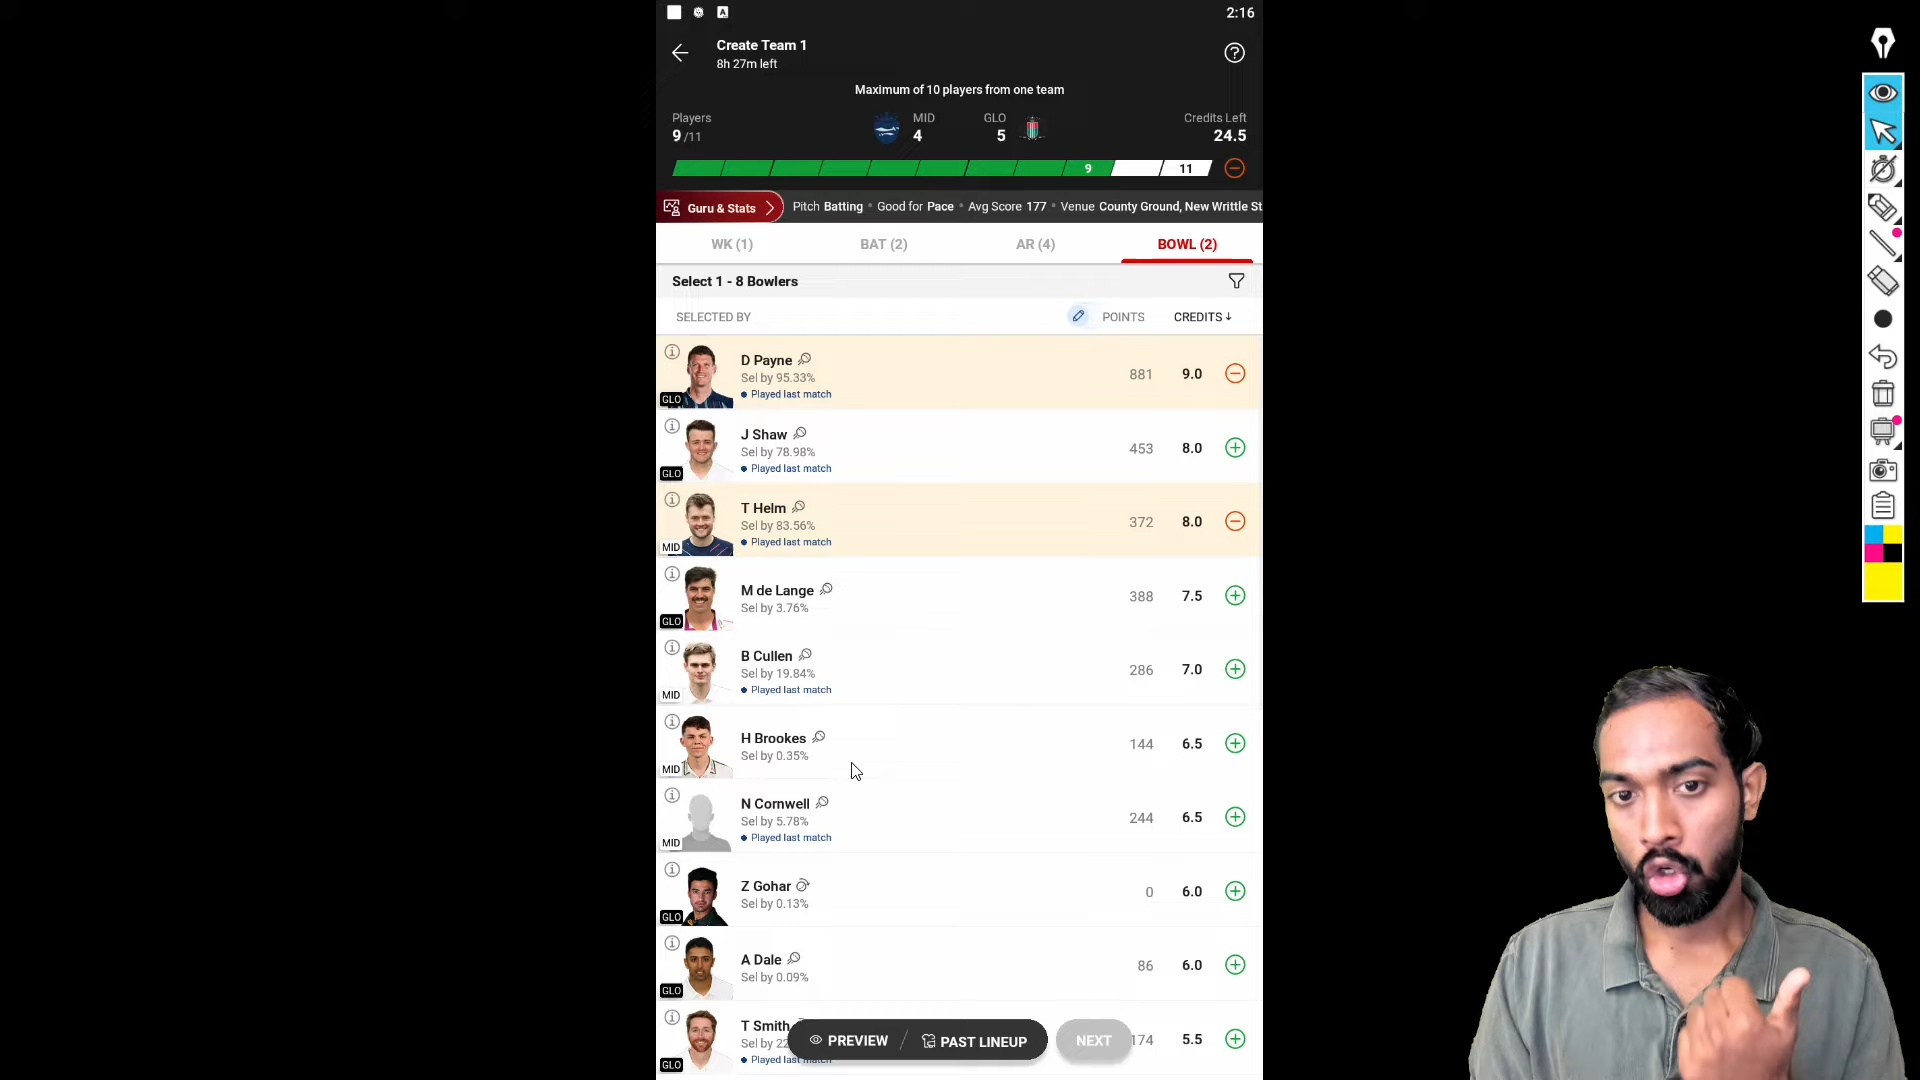 2:16
Create Team 1
8h 27m left
Maximum of 10 players from one team
Players
9 /11
MID
4
GLO
5
Credits Left
24.5
9
11
Guru & Stats
Pitch Batting • Good for Pace • Avg Score 177 • Venue County Ground, New Writtle St
WK (1)
BAT (2)
AR (4)
BOWL (2)
Select 1 - 8 Bowlers
SELECTED BY
POINTS
CREDITS ↓
D Payne
Sel by 95.33%
Played last match
GLO
881
9.0
J Shaw
Sel by 78.98%
Played last match
GLO
453
8.0
T Helm
Sel by 83.56%
Played last match
MID
372
8.0
M de Lange
Sel by 3.76%
GLO
388
7.5
B Cullen
Sel by 19.84%
Played last match
MID
286
7.0
H Brookes
Sel by 0.35%
MID
144
6.5
N Cornwell
Sel by 5.78%
Played last match
MID
244
6.5
Z Gohar
Sel by 0.13%
GLO
0
6.0
A Dale
Sel by 0.09%
GLO
86
6.0
T Smith
Sel by
Played last match
GLO
174
5.5
PREVIEW
PAST LINEUP
NEXT